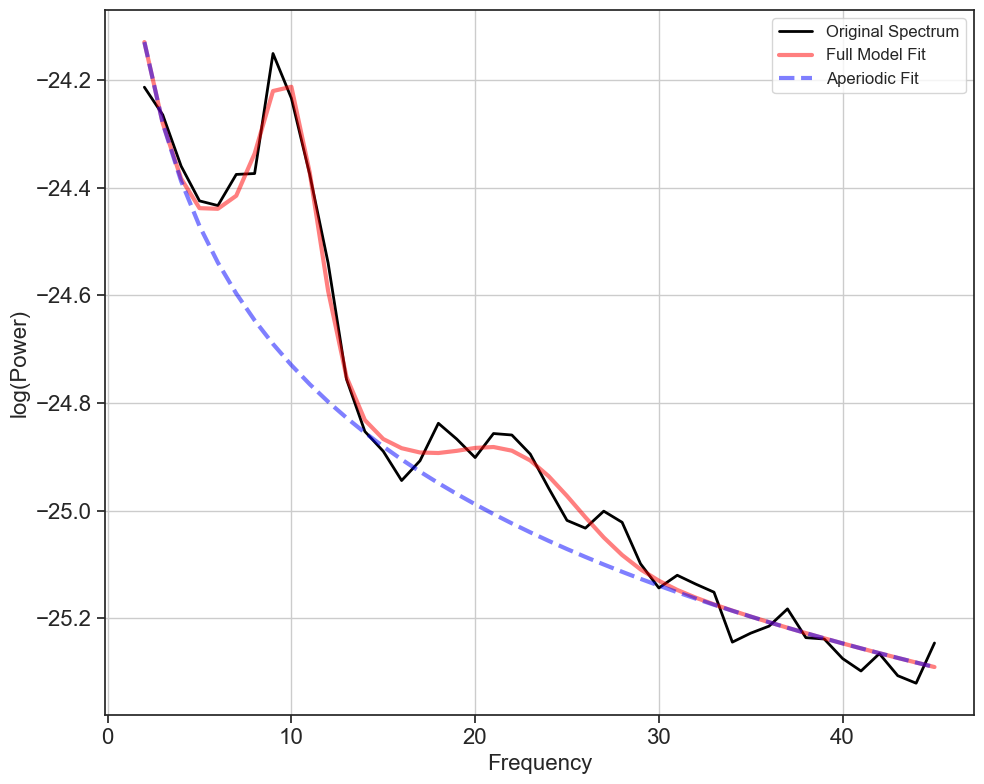 Original Spectrum
Full Model Fit
Aperiodic Fit
−24.2
−24.4
−24.6
−24.8
−25.0
−25.2
log(Power)
0 10 20 30 40
Frequency